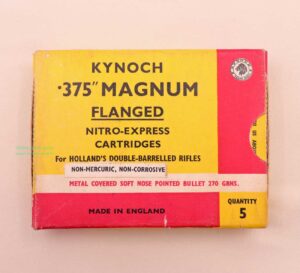 KYNOCH
.375" MAGNUM
FLANGED
NITRO-EXPRESS
CARTRIDGES
For HOLLAND'S DOUBLE-BARRELLED RIFLES
NON-MERCURIC, NON-CORROSIVE
METAL COVERED SOFT NOSE POINTED BULLET 270 GRNS.
MADE IN ENGLAND
QUANTITY
5